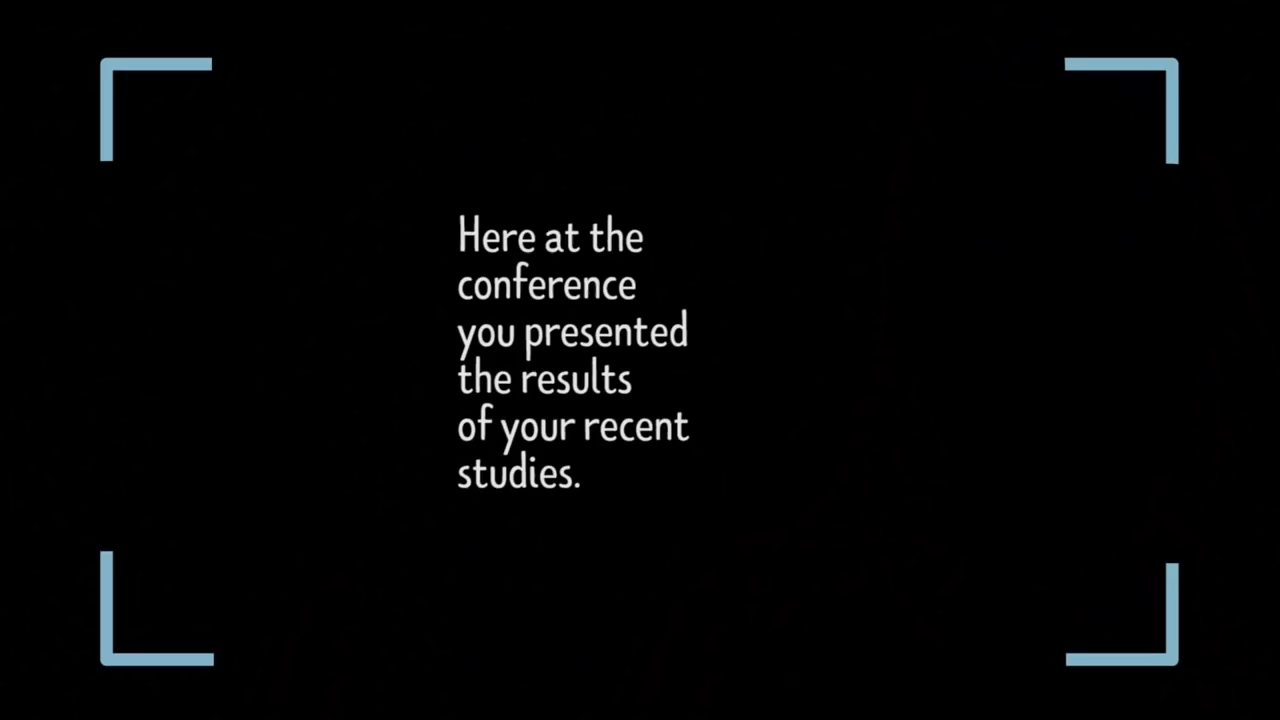 Here at the
conference
you presented
the results
of your recent
studies.